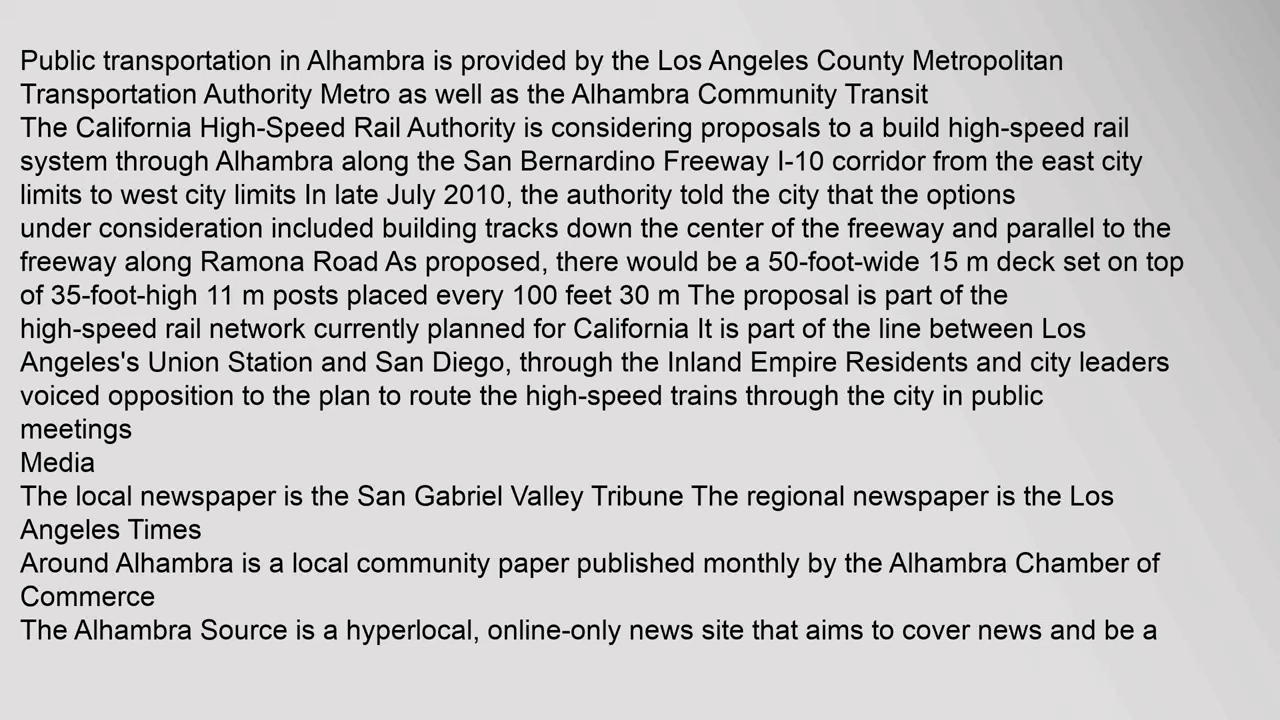 Public transportation in Alhambra is provided by the Los Angeles County Metropolitan
Transportation Authority Metro as well as the Alhambra Community Transit
The California High-Speed Rail Authority is considering proposals to a build high-speed rail
system through Alhambra along the San Bernardino Freeway I-10 corridor from the east city
limits to west city limits In late July 2010, the authority told the city that the options
under consideration included building tracks down the center of the freeway and parallel to the
freeway along Ramona Road As proposed, there would be a 50-foot-wide 15 m deck set on top
of 35-foot-high 11 m posts placed every 100 feet 30 m The proposal is part of the
high-speed rail network currently planned for California It is part of the line between Los
Angeles's Union Station and San Diego, through the Inland Empire Residents and city leaders
voiced opposition to the plan to route the high-speed trains through the city in public
meetings
Media
The local newspaper is the San Gabriel Valley Tribune The regional newspaper is the Los
Angeles Times
Around Alhambra is a local community paper published monthly by the Alhambra Chamber of
Commerce
The Alhambra Source is a hyperlocal, online-only news site that aims to cover news and be a